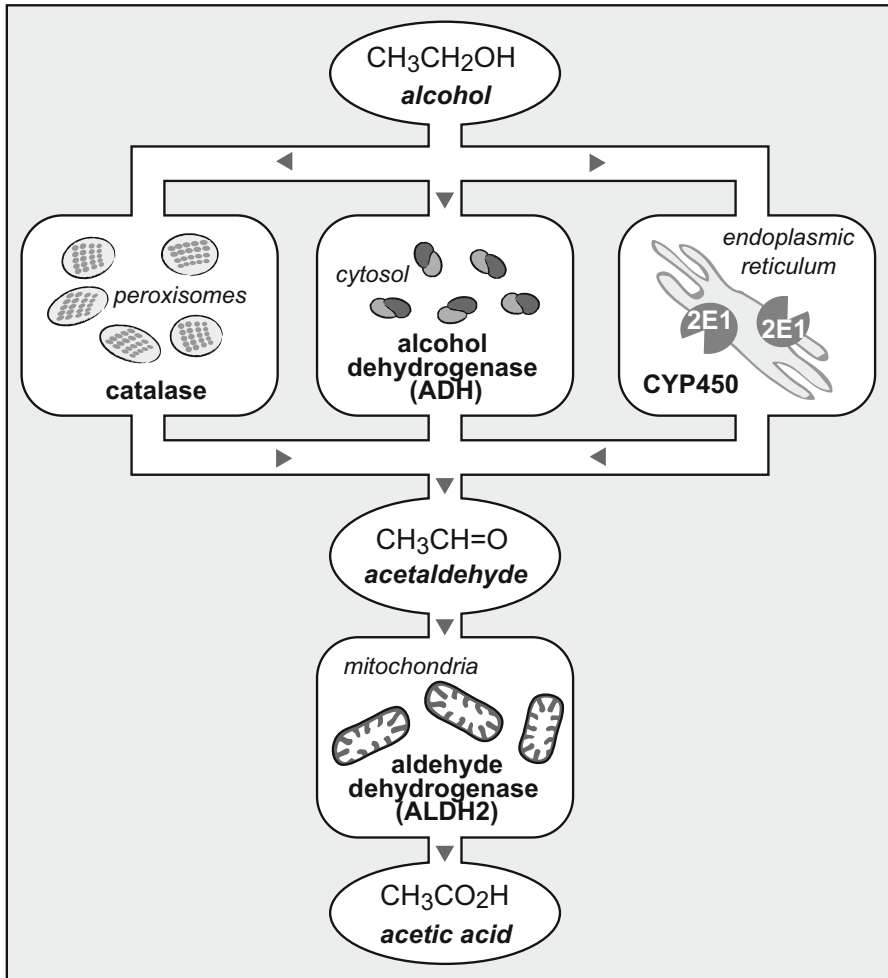 CH₃CH₂OH
alcohol
peroxisomes
catalase
cytosol
alcohol
dehydrogenase
(ADH)
endoplasmic
reticulum
2E1
2E1
CYP450
CH₃CH=O
acetaldehyde
mitochondria
aldehyde
dehydrogenase
(ALDH2)
CH₃CO₂H
acetic acid